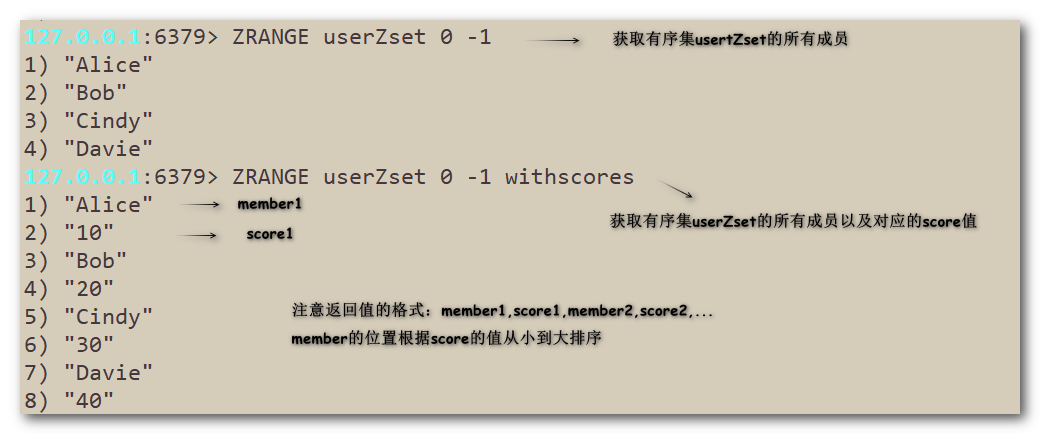 127.0.0.1:6379> ZRANGE userZset 0 -1 获取有序集usertZset的所有成员
1) "Alice"
2) "Bob"
3) "Cindy"
4) "Davie"
127.0.0.1:6379> ZRANGE userZset 0 -1 withscores
1) "Alice" member1
获取有序集userZset的所有成员以及对应的score值
2) "10" score1
3) "Bob"
4) "20"
注意返回值的格式：member1,score1,member2,score2,...
5) "Cindy"
member的位置根据score的值从小到大排序
6) "30"
7) "Davie"
8) "40"